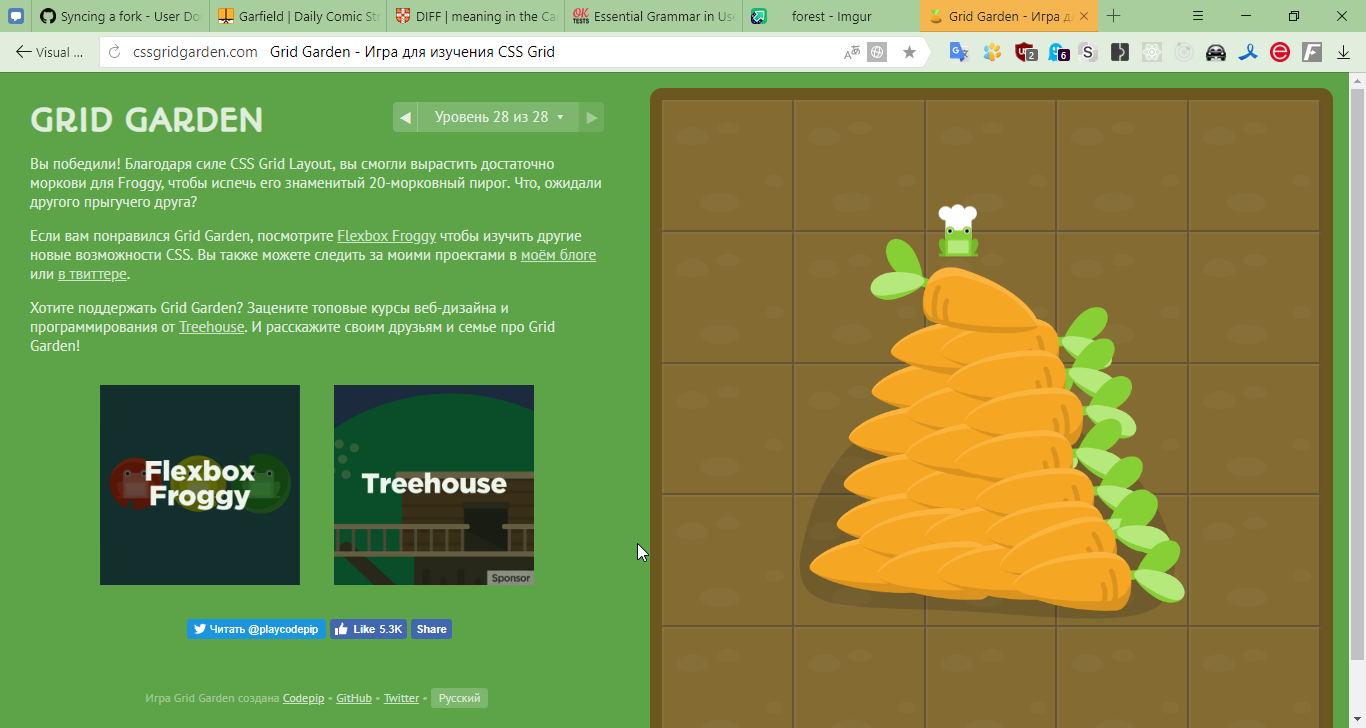 Syncing a fork - User Do
Garfield | Daily Comic St
DIFF | meaning in the Ca
OK TESTS Essential Grammar in Use
forest - Imgur
Grid Garden - Игра д
Visual ...
cssgridgarden.com Grid Garden - Игра для изучения CSS Grid
2
6
S
GRID GARDEN
◀ Уровень 28 из 28 ▾ ▶
Вы победили! Благодаря силе CSS Grid Layout, вы смогли вырастить достаточно
моркови для Froggy, чтобы испечь его знаменитый 20-морковный пирог. Что, ожидали
другого прыгучего друга?
Если вам понравился Grid Garden, посмотрите Flexbox Froggy чтобы изучить другие
новые возможности CSS. Вы также можете следить за моими проектами в моём блоге
или в твиттере.
Хотите поддержать Grid Garden? Зацените топовые курсы веб-дизайна и
программирования от Treehouse. И расскажите своим друзьям и семье про Grid
Garden!
Flexbox
Froggy
Treehouse
Sponsor
Читать @playcodepip
Like 5.3K
Share
Игра Grid Garden создана Codepip • GitHub • Twitter • Русский